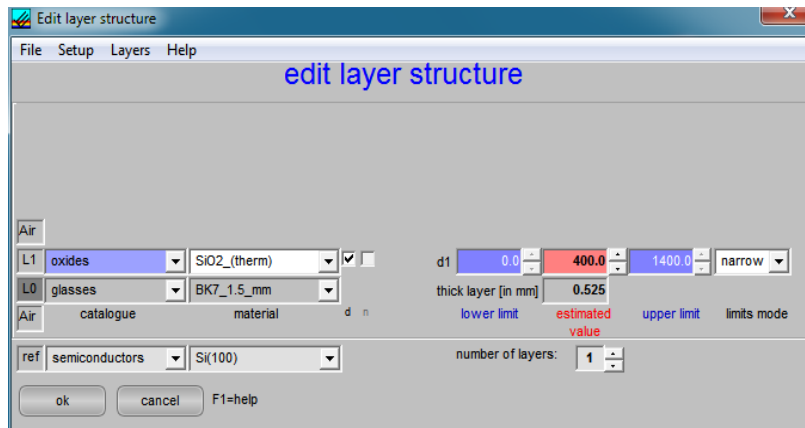 Edit layer structure
File Setup Layers Help
edit layer structure
Air
L1 oxides SiO2_(therm) d1 0.0 400.0 1400.0 narrow
L0 glasses BK7_1.5_mm thick layer [in mm] 0.525
Air catalogue material d n lower limit estimated value upper limit limits mode
ref semiconductors Si(100) number of layers: 1
ok cancel F1=help